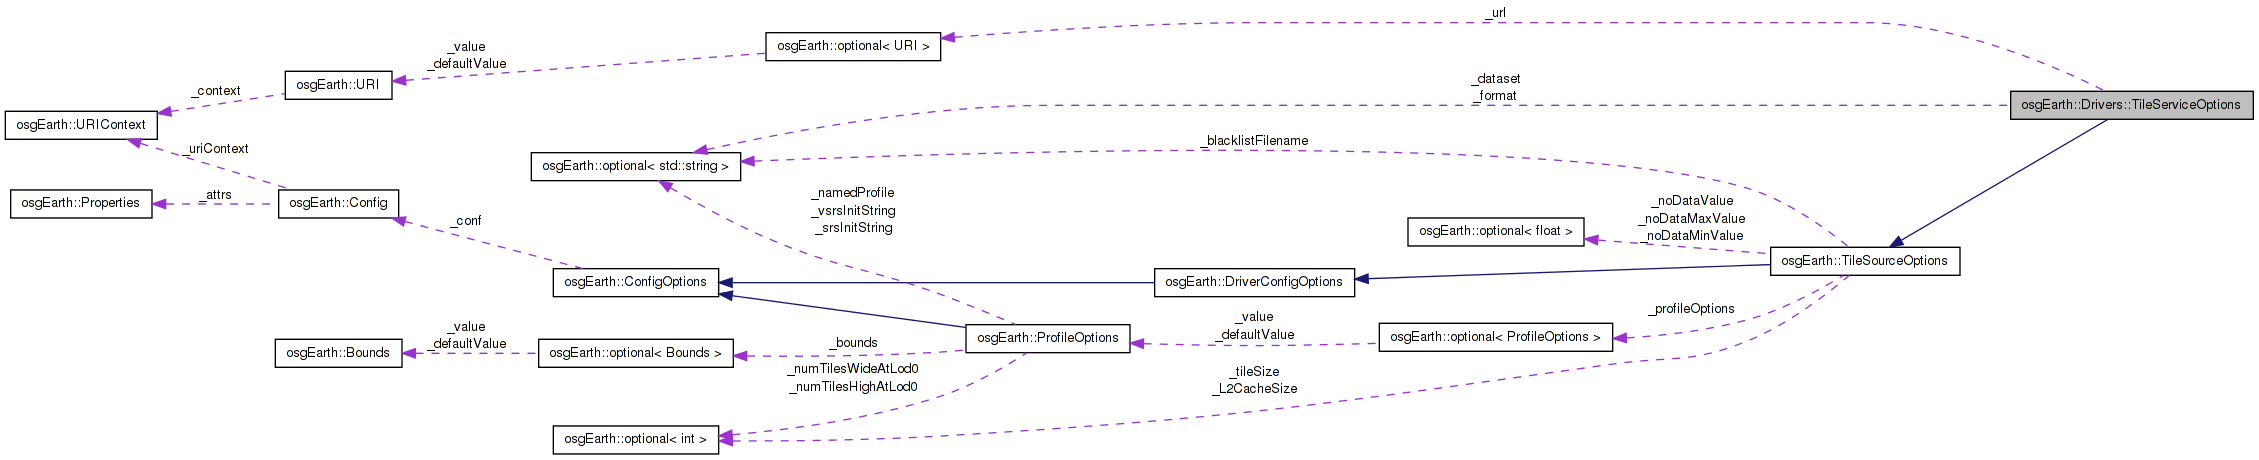 _url
osgEarth::optional< URI >
_value
_defaultValue
osgEarth::URI
_dataset
_format
osgEarth::Drivers::TileServiceOptions
_context
osgEarth::URIContext
_blacklistFilename
_uriContext
osgEarth::optional< std::string >
_attrs
osgEarth::Properties
osgEarth::Config
_namedProfile
_vsrsInitString
_srsInitString
_noDataValue
_noDataMaxValue
_noDataMinValue
_conf
osgEarth::optional< float >
osgEarth::TileSourceOptions
osgEarth::ConfigOptions
osgEarth::DriverConfigOptions
_profileOptions
_value
_defaultValue
osgEarth::Bounds
osgEarth::optional< Bounds >
_bounds
osgEarth::ProfileOptions
_value
_defaultValue
osgEarth::optional< ProfileOptions >
_numTilesWideAtLod0
_numTilesHighAtLod0
_tileSize
_L2CacheSize
osgEarth::optional< int >